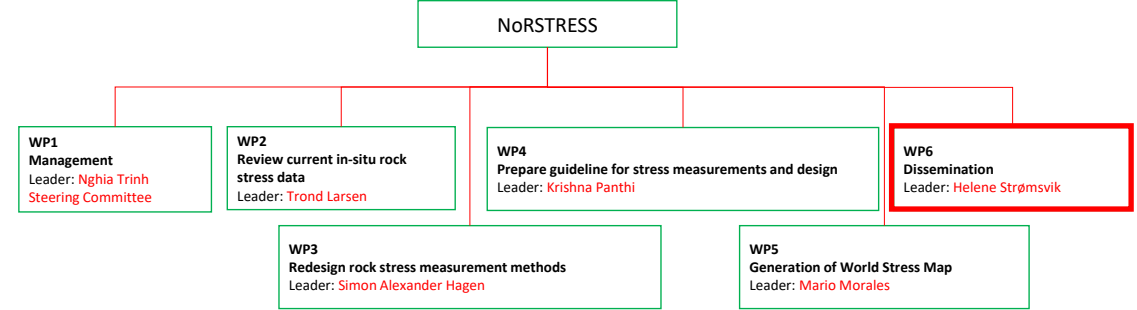 NoRSTRESS
WP1
Management
Leader: Nghia Trinh
Steering Committee
WP2
Review current in-situ rock
stress data
Leader: Trond Larsen
WP4
Prepare guideline for stress measurements and design
Leader: Krishna Panthi
WP6
Dissemination
Leader: Helene Strømsvik
WP3
Redesign rock stress measurement methods
Leader: Simon Alexander Hagen
WP5
Generation of World Stress Map
Leader: Mario Morales